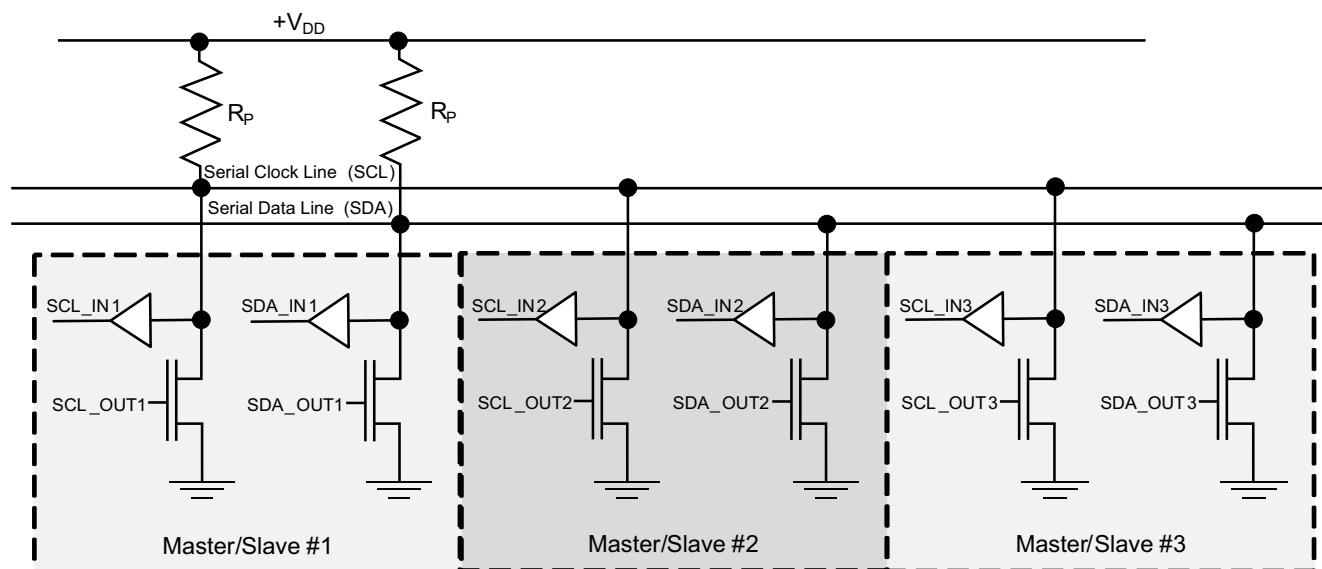 +VDD
RP
RP
Serial Clock Line (SCL)
Serial Data Line (SDA)
SCL_IN1
SDA_IN1
SCL_IN2
SDA_IN2
SCL_IN3
SDA_IN3
SCL_OUT1
SDA_OUT1
SCL_OUT2
SDA_OUT2
SCL_OUT3
SDA_OUT3
Master/Slave #1
Master/Slave #2
Master/Slave #3